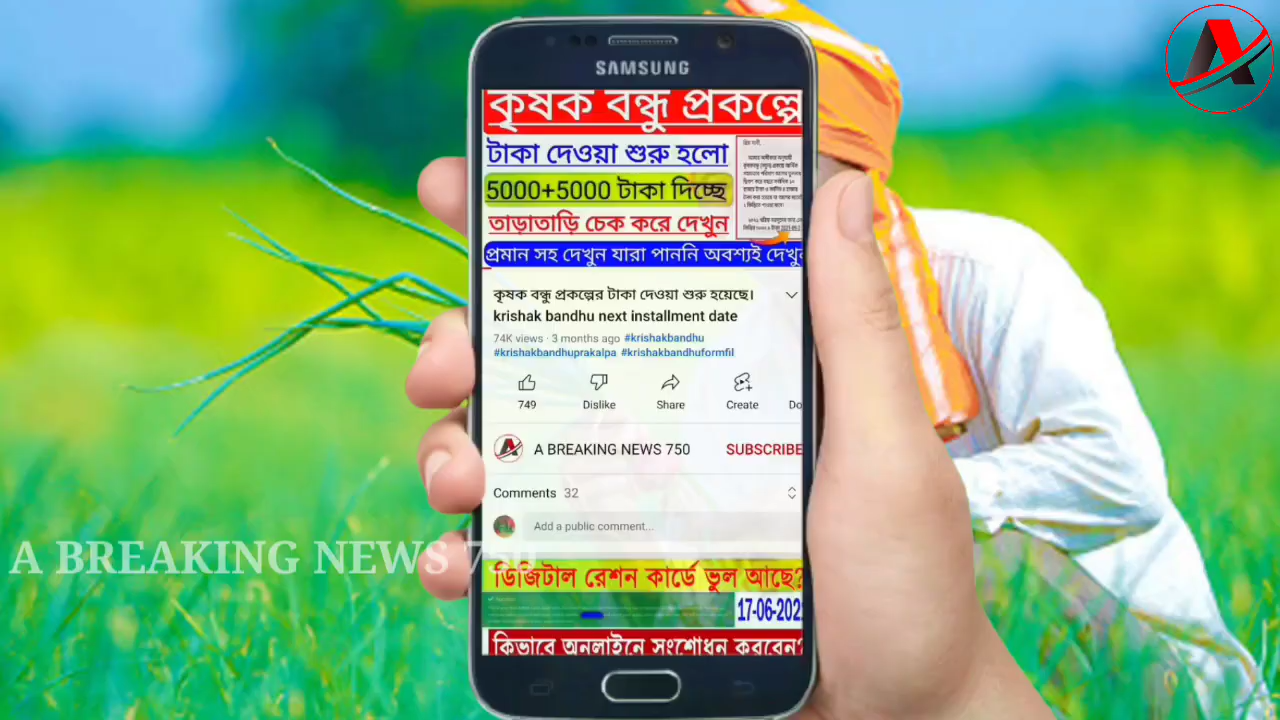 SAMSUNG
কৃষক বন্ধু প্রকল্পে
টাকা দেওয়া শুরু হলো
5000+5000 টাকা দিচ্ছে
তাড়াতাড়ি চেক করে দেখুন
প্রমান সহ দেখুন যারা পাননি অবশ্যই দেখু
কৃষক বন্ধু প্রকল্পের টাকা দেওয়া শুরু হয়েছে।
krishak bandhu next installment date
74K views · 3 months ago #krishakbandhu
#krishakbandhuprakalpa #krishakbandhuformfil
749 Dislike Share Create Do
A BREAKING NEWS 750 SUBSCRIBE
Comments 32
Add a public comment...
A BREAKING NEWS 750
ডিজিটাল রেশন কার্ডে ভুল আছে?
17-06-202
কিভাবে অনলাইনে সংশোধন করবেন?